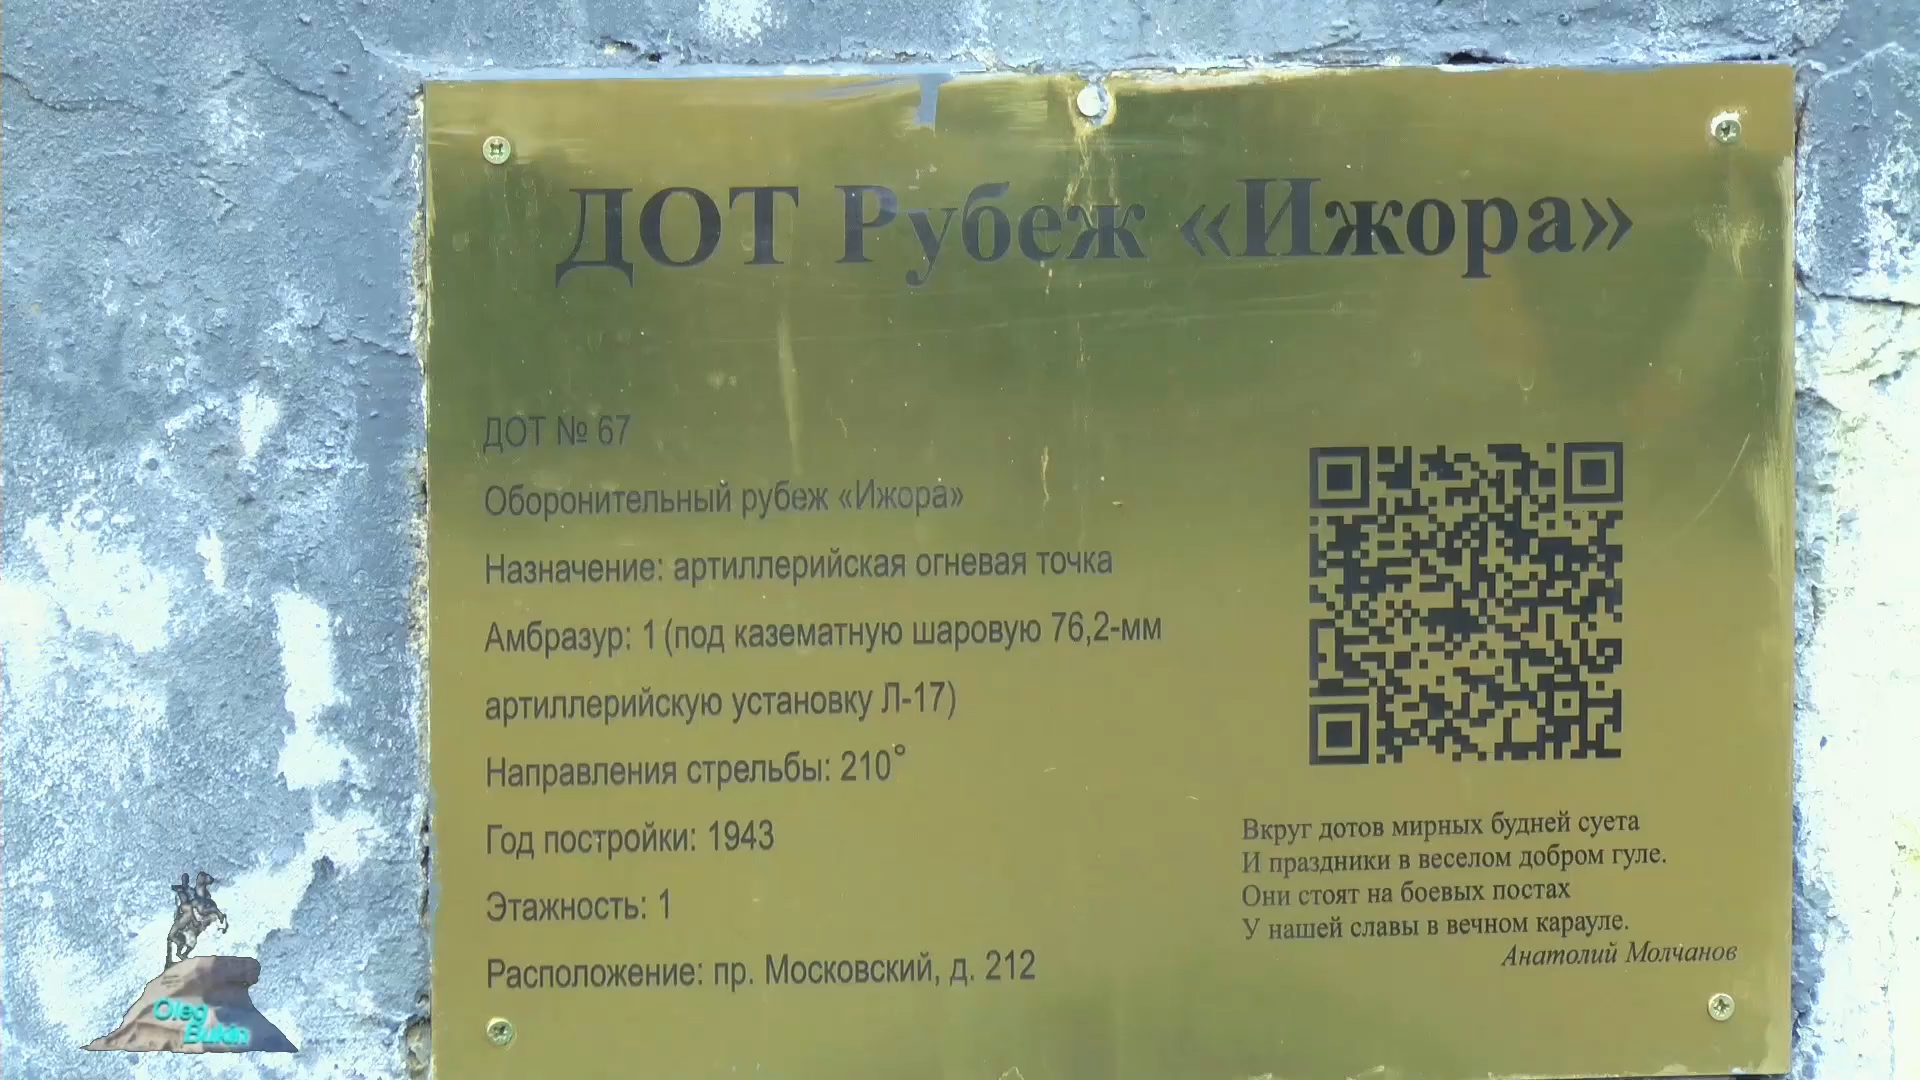 ДОТ Рубеж «Ижора»
ДОТ № 67
Оборонительный рубеж «Ижора»
Назначение: артиллерийская огневая точка
Амбразур: 1 (под казематную шаровую 76,2-мм
артиллерийскую установку Л-17)
Направления стрельбы: 210°
Год постройки: 1943
Этажность: 1
Расположение: пр. Московский, д. 212
Вкруг дотов мирных будней суета
И праздники в веселом добром гуле.
Они стоят на боевых постах
У нашей славы в вечном карауле.
Анатолий Молчанов
Oleg
Bukin